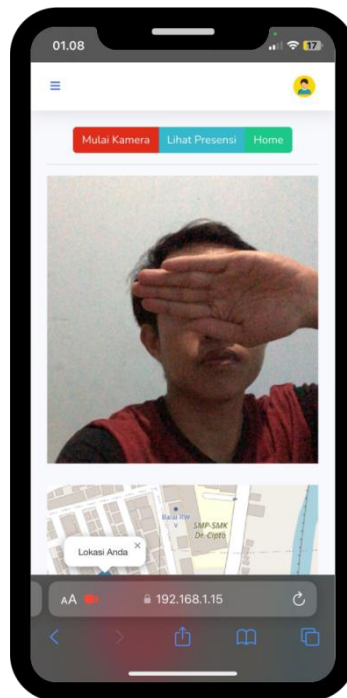 01.08
17
Mulai Kamera Lihat Presensi Home
Balai RW
V
SMP-SMK
Dr. Cipto
Lokasi Anda ×
AA 192.168.1.15